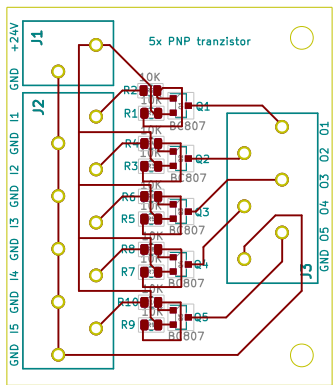 +24V
GND
J1
5x PNP tranzistor
J2
GND I5 GND I4 GND I3 GND I2 GND I1
10K
R2
10K
R1
Q1
BC807
10K
R4
10K
R3
Q2
BC807
10K
R6
10K
R5
Q3
BC807
10K
R8
10K
R7
Q4
BC807
10K
R10
10K
R9
Q5
BC807
GND O5 O4 O3 O2 O1
J3